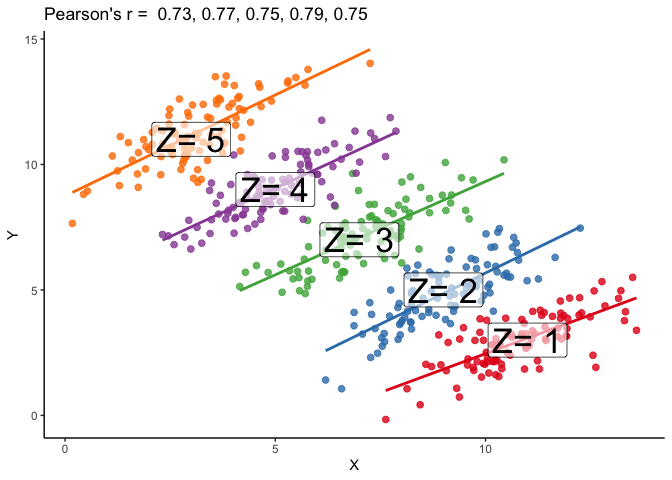 Pearson's r =  0.73, 0.77, 0.75, 0.79, 0.75
15
Z= 5
10
Z= 4
Z= 3
Y
5
Z= 2
Z= 1
0
0 5 10
X